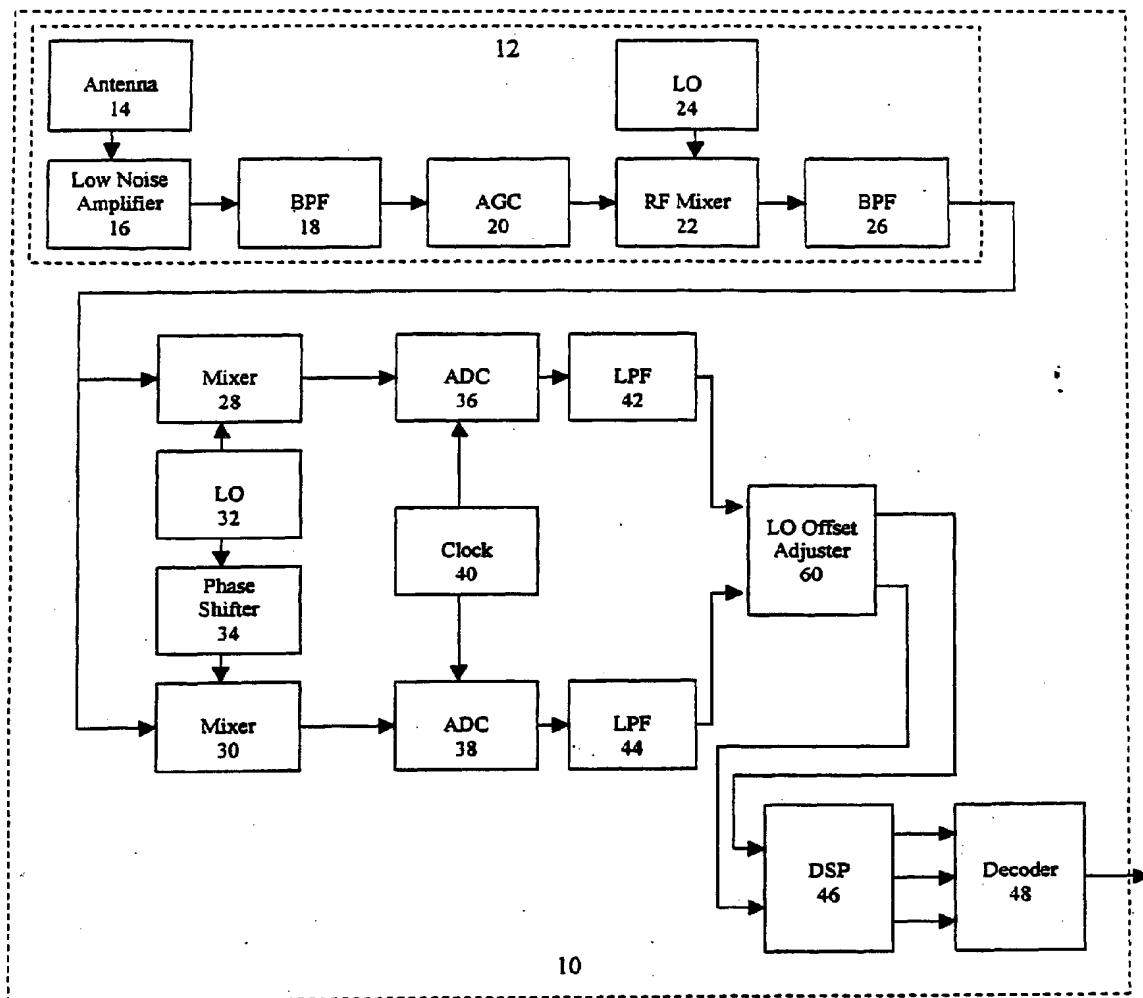 12
Antenna
14
LO
24
Low Noise
Amplifier
16
BPF
18
AGC
20
RF Mixer
22
BPF
26
Mixer
28
ADC
36
LPF
42
LO
32
Clock
40
LO Offset
Adjuster
60
Phase
Shifter
34
Mixer
30
ADC
38
LPF
44
DSP
46
Decoder
48
10